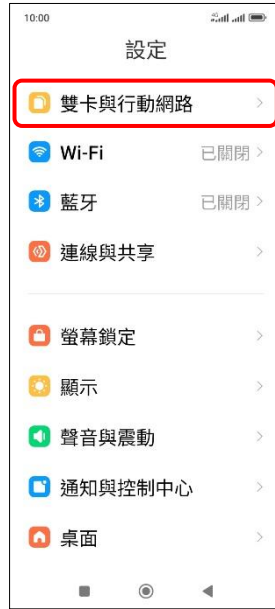 10:00
設定
雙卡與行動網路
Wi-Fi 已關閉
藍牙 已關閉
連線與共享
螢幕鎖定
顯示
聲音與震動
通知與控制中心
桌面